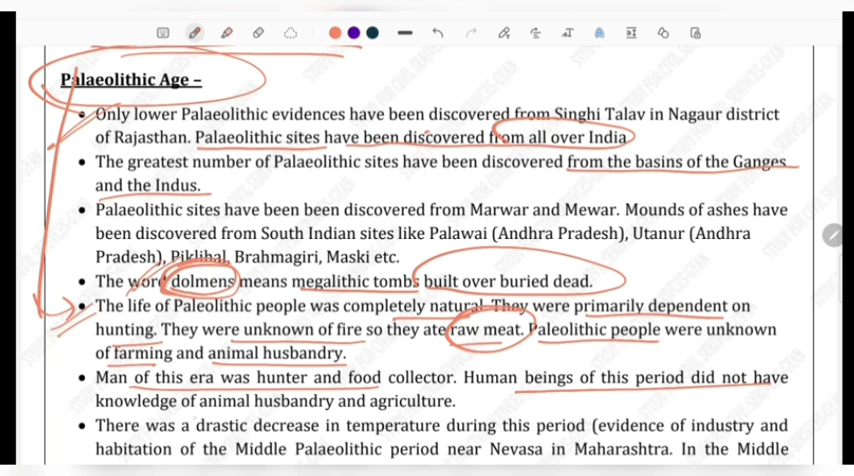 Palaeolithic Age –
• Only lower Palaeolithic evidences have been discovered from Singhi Talav in Nagaur district
of Rajasthan. Palaeolithic sites have been discovered from all over India
• The greatest number of Palaeolithic sites have been discovered from the basins of the Ganges
and the Indus.
• Palaeolithic sites have been been discovered from Marwar and Mewar. Mounds of ashes have
been discovered from South Indian sites like Palawai (Andhra Pradesh), Utanur (Andhra
Pradesh), Piklihal, Brahmagiri, Maski etc.
• The word dolmens means megalithic tombs built over buried dead.
• The life of Paleolithic people was completely natural. They were primarily dependent on
hunting. They were unknown of fire so they ate raw meat. Paleolithic people were unknown
of farming and animal husbandry.
• Man of this era was hunter and food collector. Human beings of this period did not have
knowledge of animal husbandry and agriculture.
• There was a drastic decrease in temperature during this period (evidence of industry and
habitation of the Middle Palaeolithic period near Nevasa in Maharashtra. In the Middle